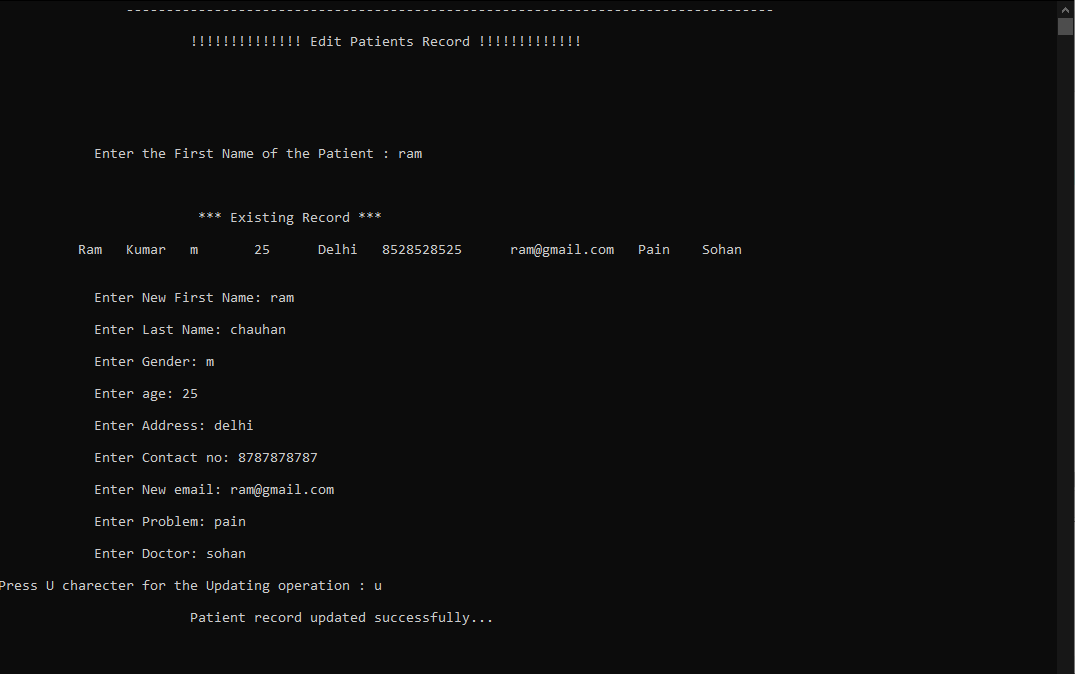 ---------------------------------------------------------------------------------
!!!!!!!!!!!!!! Edit Patients Record !!!!!!!!!!!!!
Enter the First Name of the Patient : ram
*** Existing Record ***
Ram Kumar m 25 Delhi 8528528525 ram@gmail.com Pain Sohan
Enter New First Name: ram
Enter Last Name: chauhan
Enter Gender: m
Enter age: 25
Enter Address: delhi
Enter Contact no: 8787878787
Enter New email: ram@gmail.com
Enter Problem: pain
Enter Doctor: sohan
Press U charecter for the Updating operation : u
Patient record updated successfully...